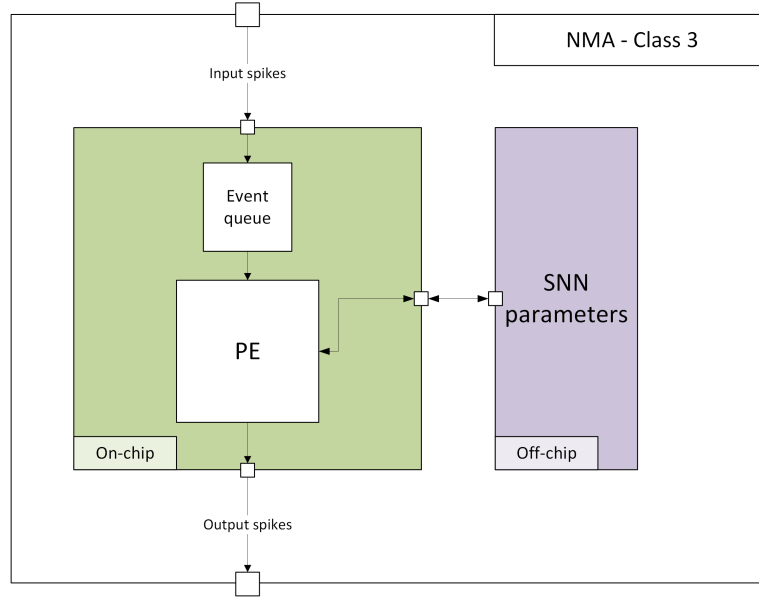 NMA - Class 3
Input spikes
Event
queue
SNN
parameters
PE
On-chip
Off-chip
Output spikes